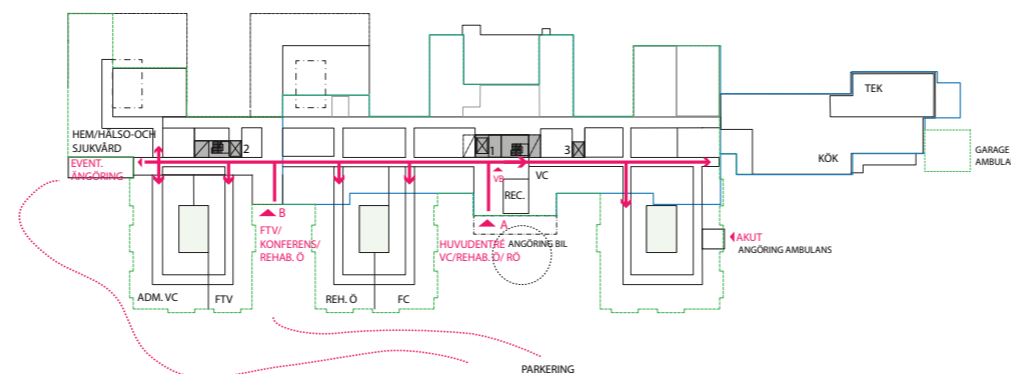 TEK
HEM/HÄLSO-OCH
SJUKVÅRD
2
1
3
KÖK
GARAGE
AMBULA
EVENT.
ÄNGÖRING
VB
VC
REC.
B
A
FTV/
KONFERENS/
REHAB. Ö
HUVUDENTRÉ
VC/REHAB. Ö/ RÖ
ANGÖRING BIL
AKUT
ANGÖRING AMBULANS
ADM. VC
FTV
REH. Ö
FC
PARKERING